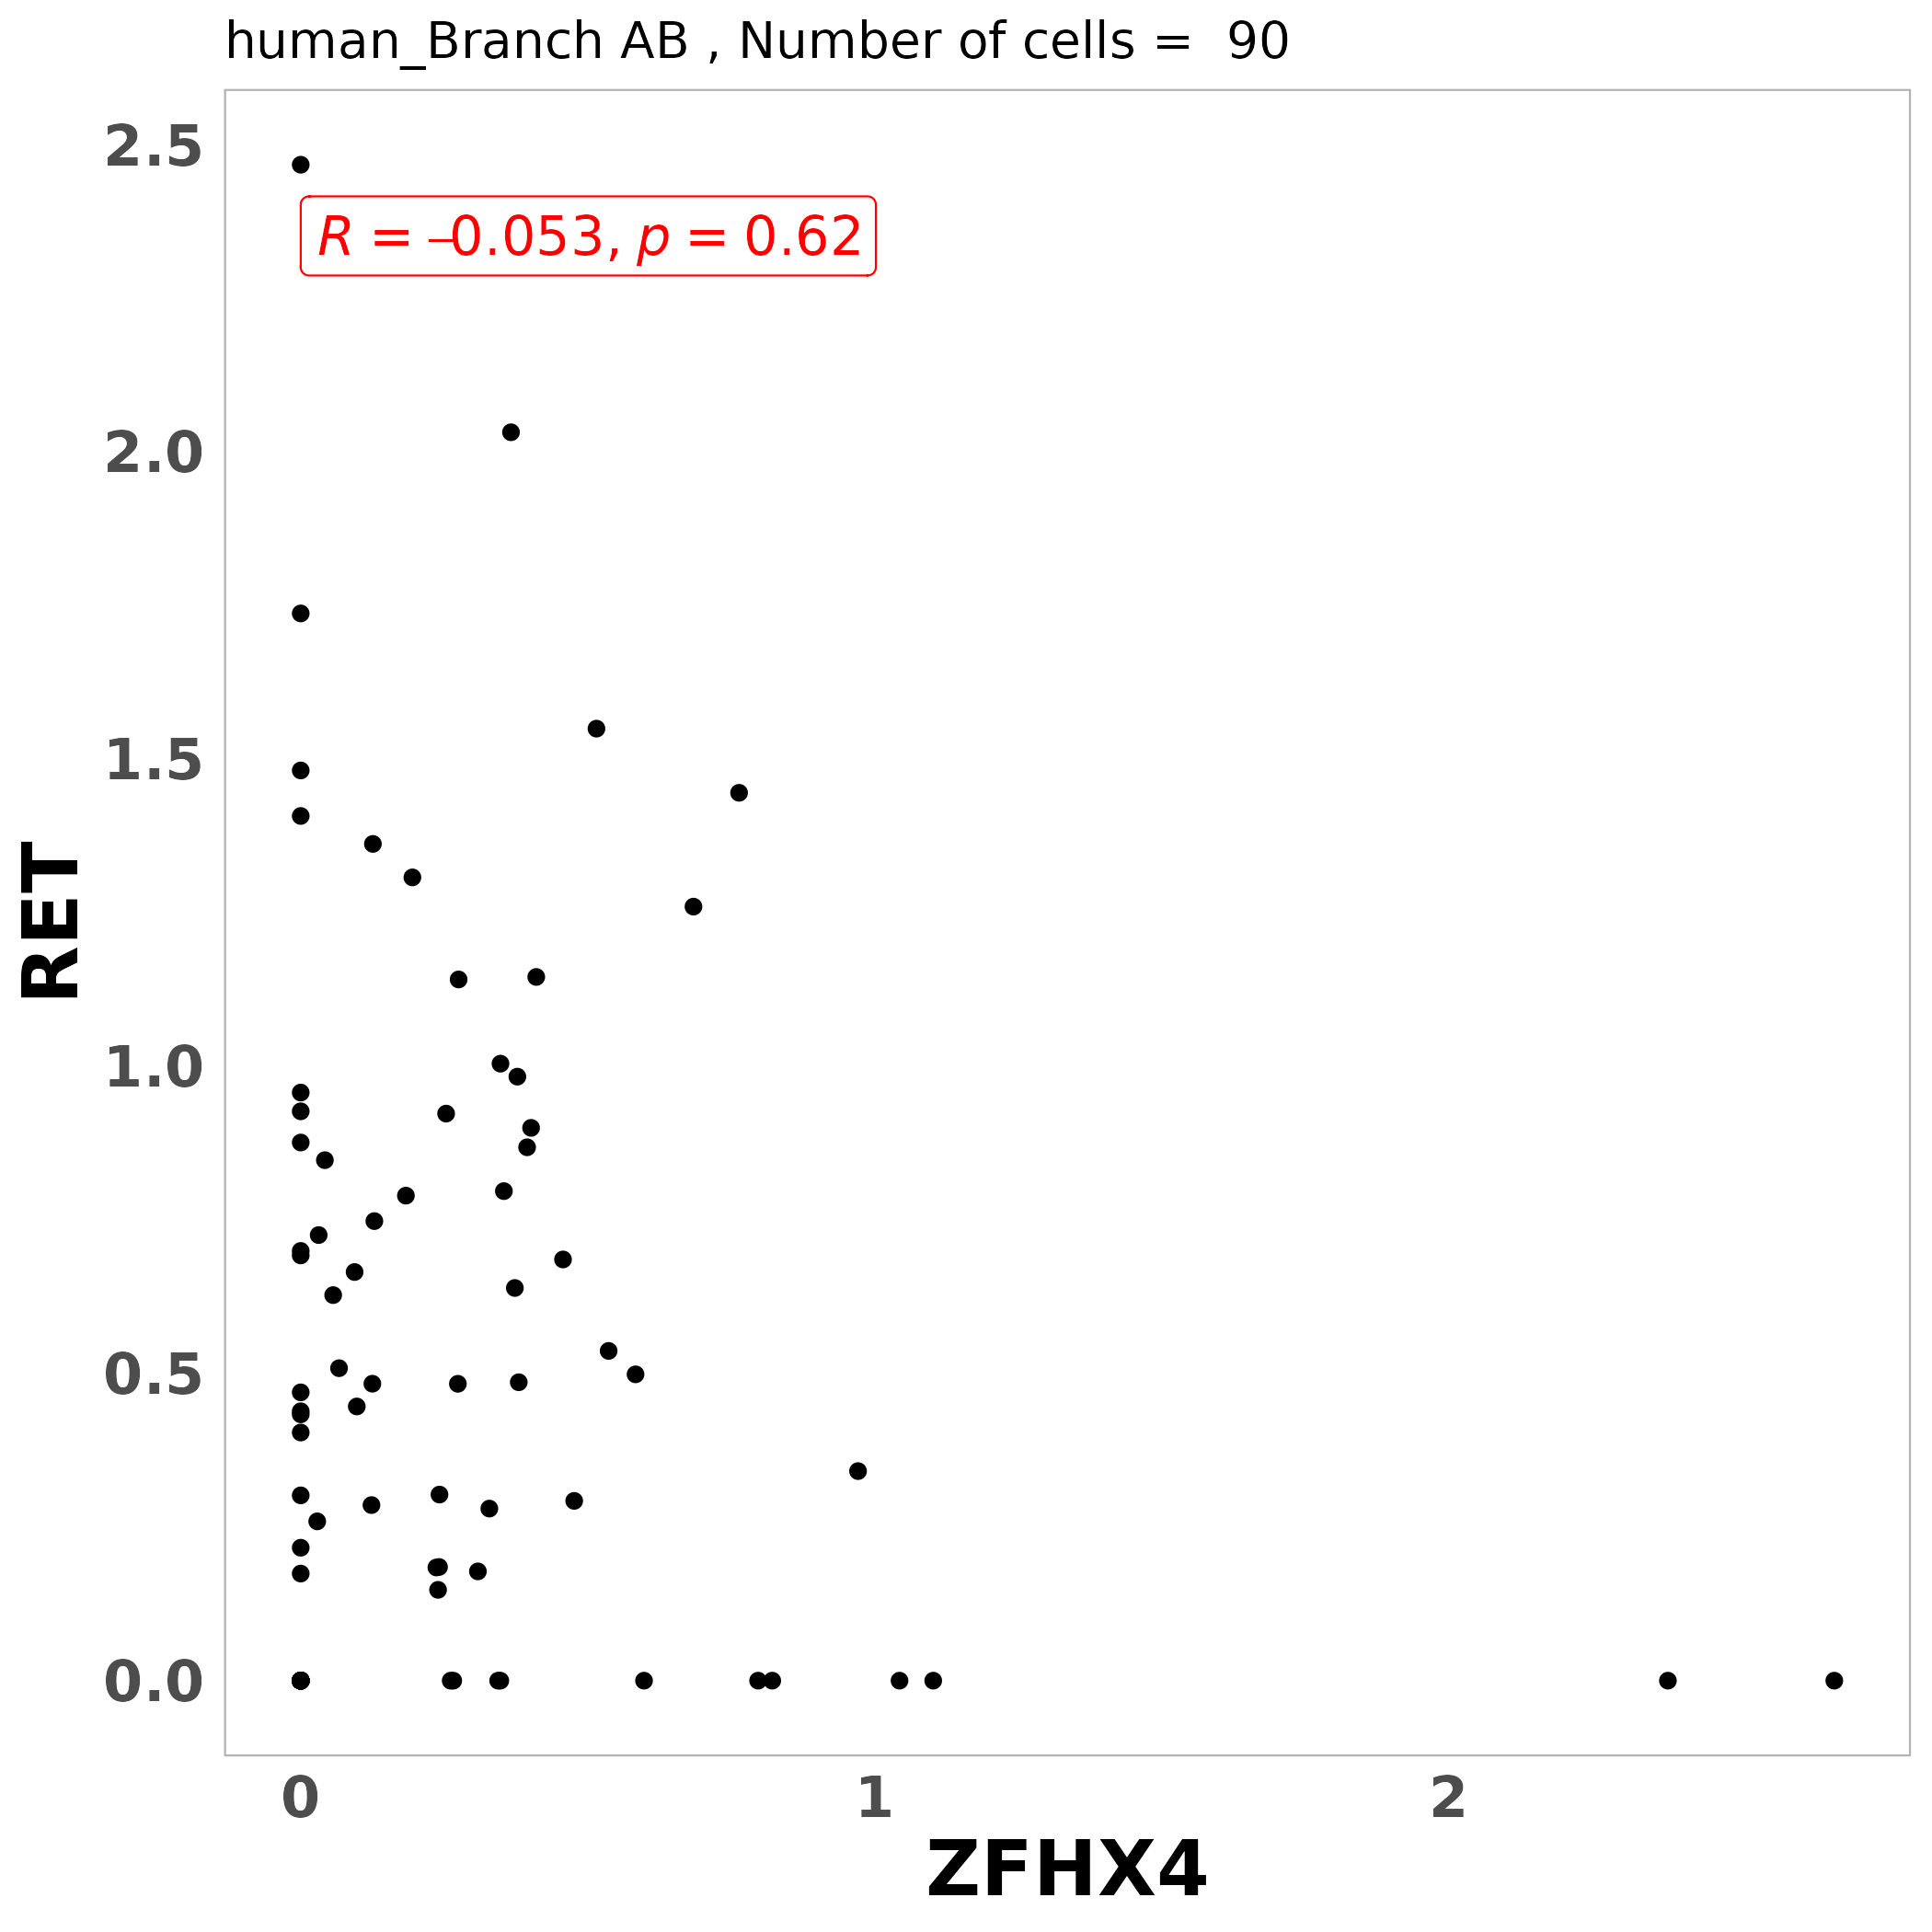 human_Branch AB , Number of cells =  90
2.5
R = –0.053, p = 0.62
2.0
1.5
RET
1.0
0.5
0.0
0 1 2
ZFHX4